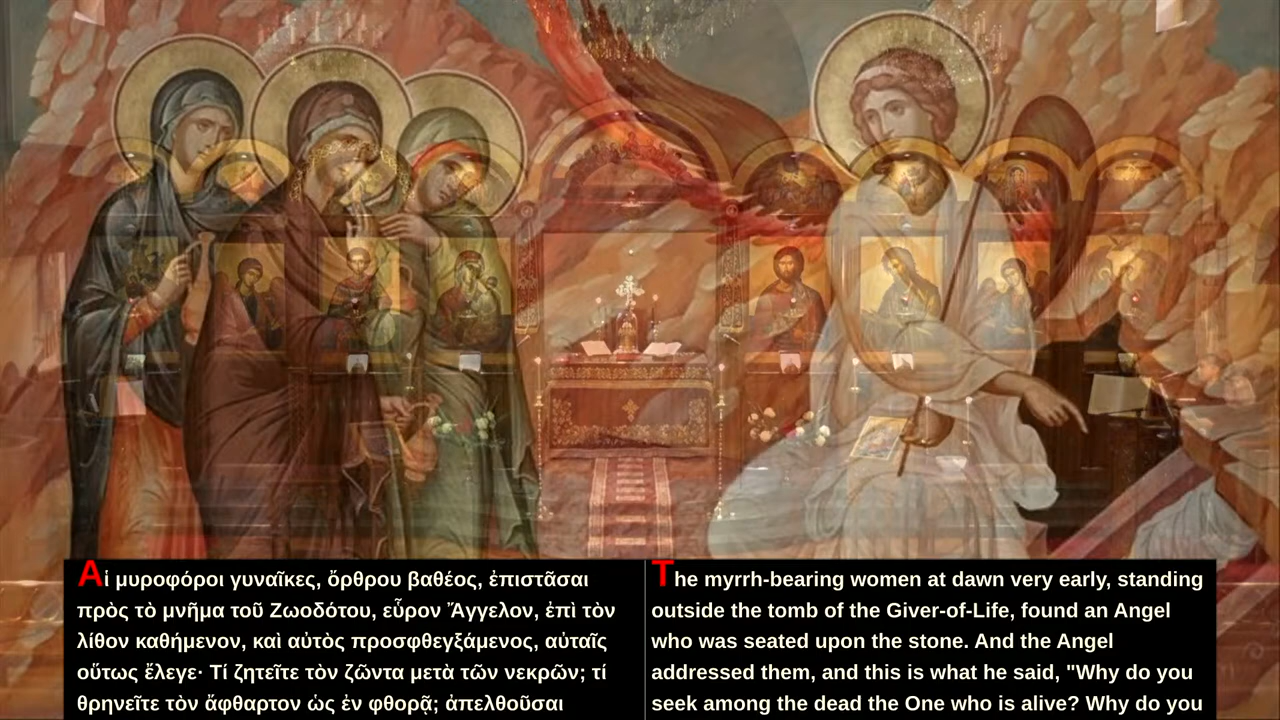 Αἱ μυροφόροι γυναῖκες, ὄρθρου βαθέος, ἐπιστᾶσαι
πρὸς τὸ μνῆμα τοῦ Ζωοδότου, εὗρον Ἄγγελον, ἐπὶ τὸν
λίθον καθήμενον, καὶ αὐτὸς προσφθεγξάμενος, αὐταῖς
οὕτως ἔλεγε· Τί ζητεῖτε τὸν ζῶντα μετὰ τῶν νεκρῶν; τί
θρηνεῖτε τὸν ἄφθαρτον ὡς ἐν φθορᾷ; ἀπελθοῦσαι
The myrrh-bearing women at dawn very early, standing
outside the tomb of the Giver-of-Life, found an Angel
who was seated upon the stone. And the Angel
addressed them, and this is what he said, "Why do you
seek among the dead the One who is alive? Why do you